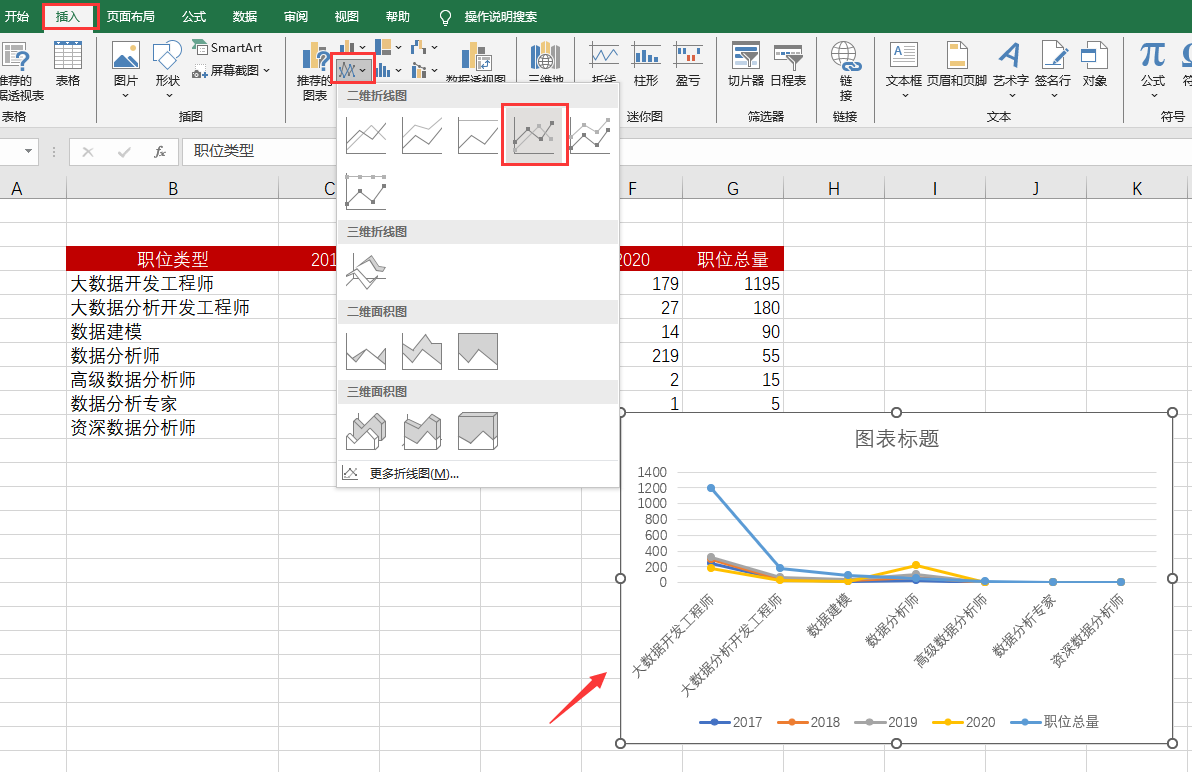 开始 插入 页面布局 公式 数据 审阅 视图 帮助 操作说明搜索
推荐的
据透视表
表格
图片
形状
SmartArt
屏幕截图
推荐的
图表
数据透视图
三维地
折线
柱形
盈亏
切片器
日程表
链
接
文本框
页眉和页脚
艺术字
签名行
对象
公式
符
表格
插图
迷你图
筛选器
链接
文本
符号
fx 职位类型
A B C F G H I J K
二维折线图
三维折线图
二维面积图
三维面积图
更多折线图(M)...
职位类型 201 2020 职位总量
大数据开发工程师 179 1195
大数据分析开发工程师 27 180
数据建模 14 90
数据分析师 219 55
高级数据分析师 2 15
数据分析专家 1 5
资深数据分析师
图表标题
1400
1200
1000
800
600
400
200
0
大数据开发工程师
大数据分析开发工程师
数据建模
数据分析师
高级数据分析师
数据分析专家
资深数据分析师
2017 2018 2019 2020 职位总量